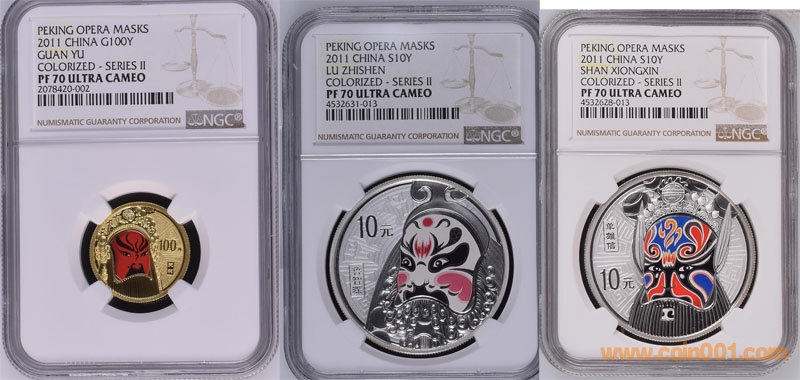 PEKING OPERA MASKS
2011 CHINA G100Y
GUAN YU
COLORIZED - SERIES II
PF 70 ULTRA CAMEO
2078420-002
NUMISMATIC GUARANTY CORPORATION
NGC®
100元
PEKING OPERA MASKS
2011 CHINA S10Y
LU ZHISHEN
COLORIZED - SERIES II
PF 70 ULTRA CAMEO
4532631-013
NUMISMATIC GUARANTY CORPORATION
NGC®
10元
PEKING OPERA MASKS
2011 CHINA S10Y
SHAN XIONGXIN
COLORIZED - SERIES II
PF 70 ULTRA CAMEO
4532628-013
NUMISMATIC GUARANTY CORPORATION
NGC®
单雄信
10元
www.coin001.com